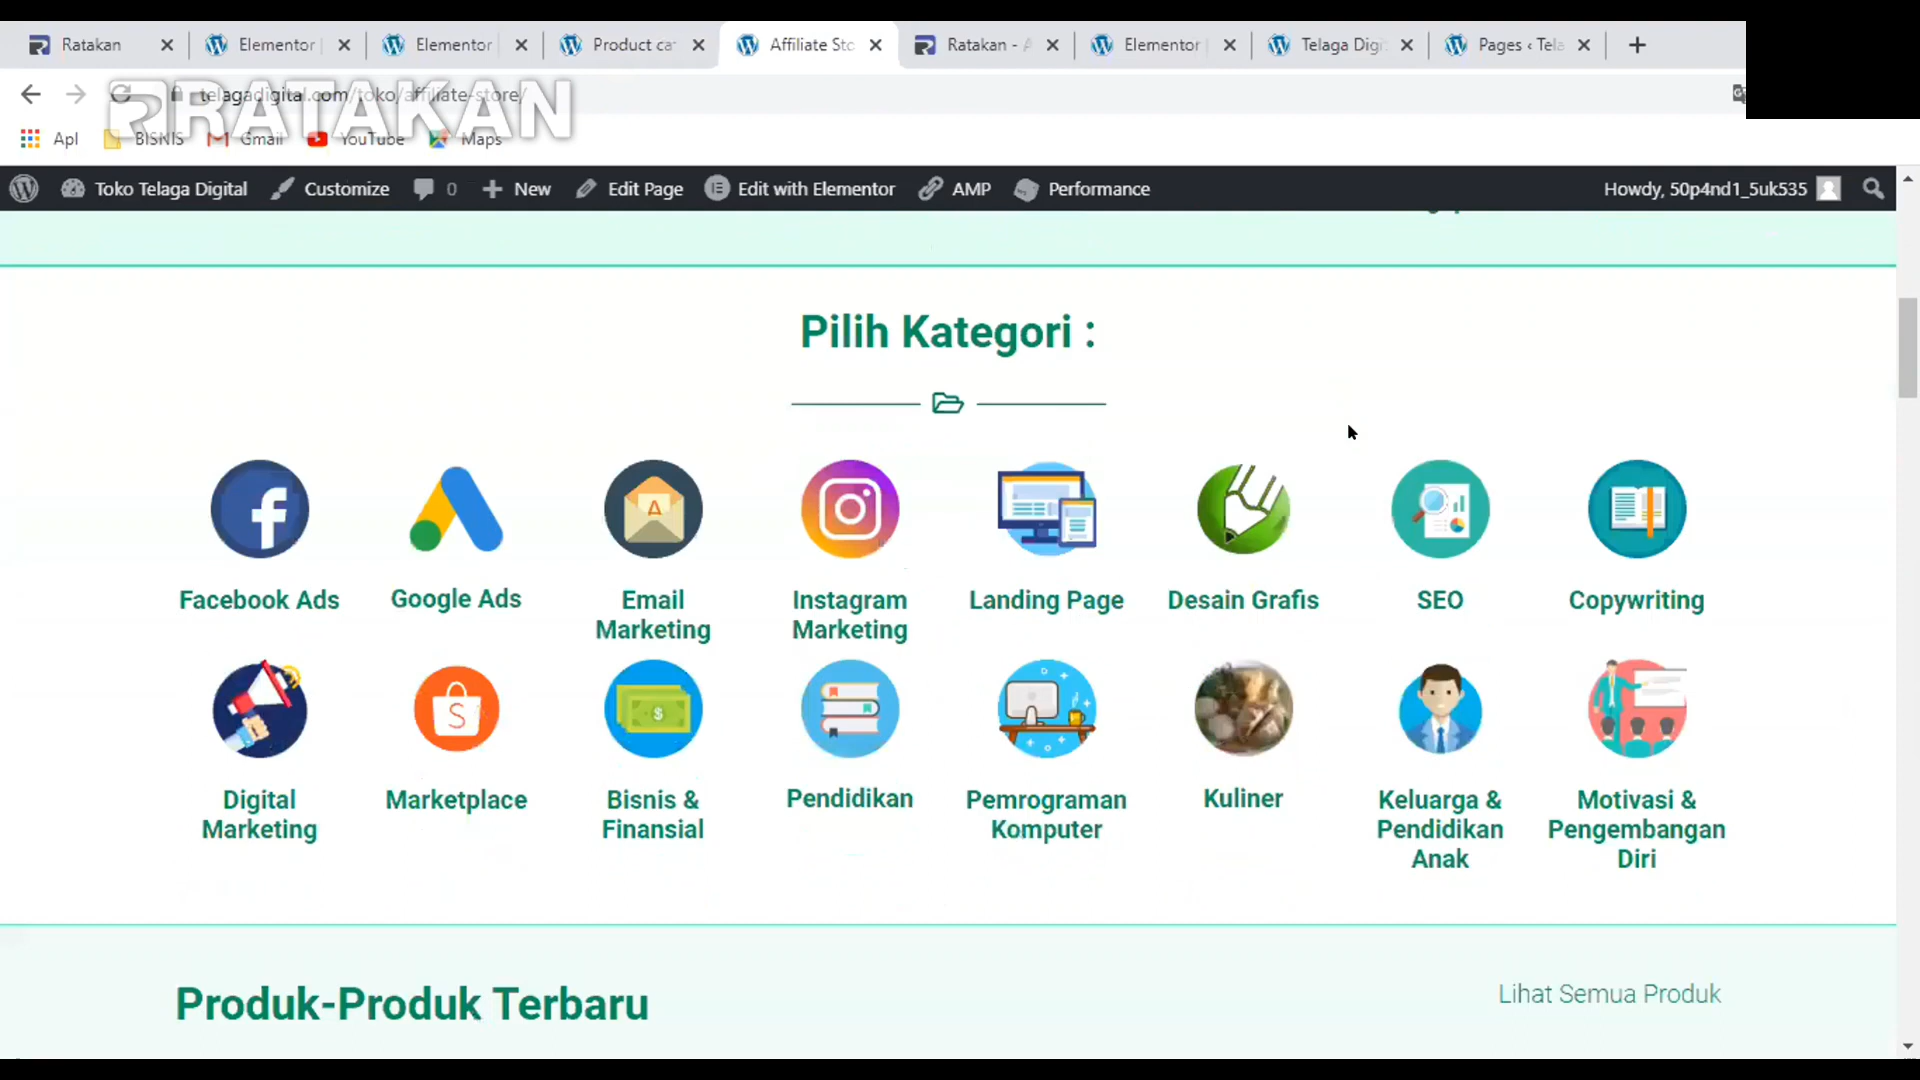 Ratakan
Elementor
Elementor
Product ca
Affiliate Sto
Ratakan - A
Elementor
Telaga Digi
Pages ‹ Tela
telagadigital.com/toko/affiliate-store/
RATAKAN
Apl
BISNIS
Gmail
YouTube
Maps
Toko Telaga Digital
Customize
0
New
Edit Page
Edit with Elementor
AMP
Performance
Howdy, 50p4nd1_5uk535
Pilih Kategori :
Facebook Ads
Google Ads
Email
Marketing
Instagram
Marketing
Landing Page
Desain Grafis
SEO
Copywriting
Digital
Marketing
Marketplace
Bisnis &
Finansial
Pendidikan
Pemrograman
Komputer
Kuliner
Keluarga &
Pendidikan
Anak
Motivasi &
Pengembangan
Diri
Produk-Produk Terbaru
Lihat Semua Produk